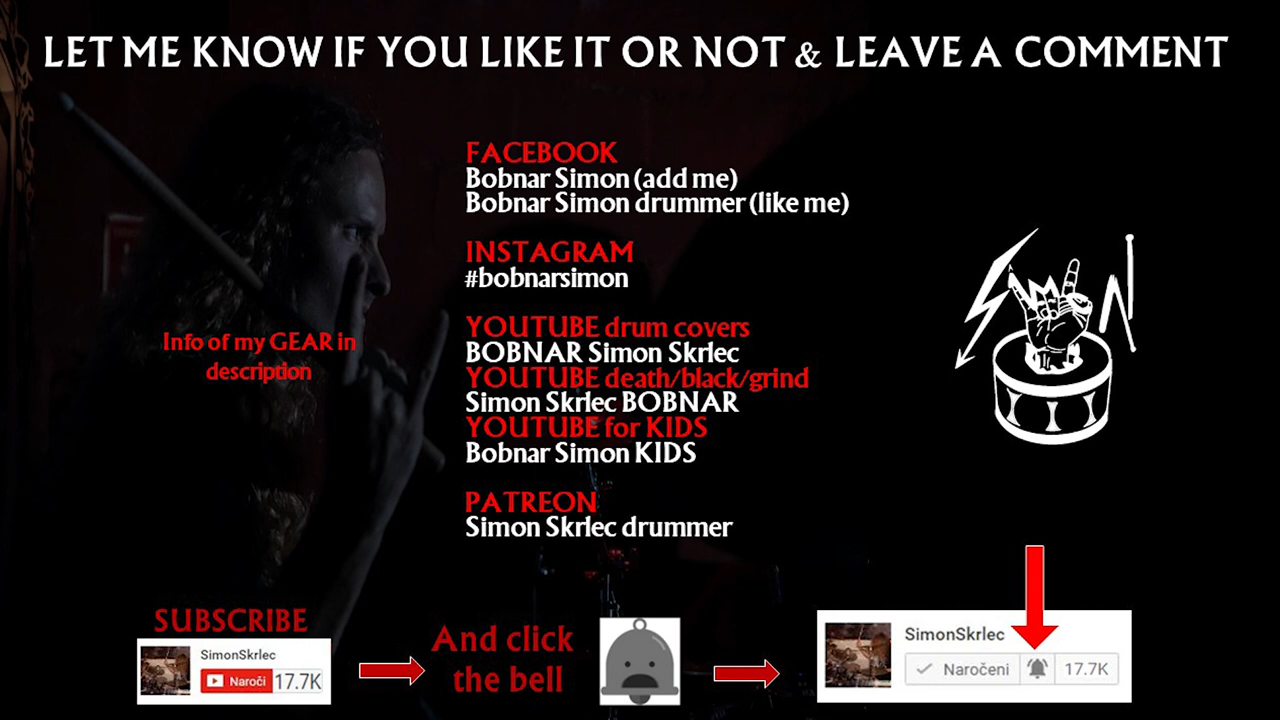 LET ME KNOW IF YOU LIKE IT OR NOT & LEAVE A COMMENT
FACEBOOK
Bobnar Simon (add me)
Bobnar Simon drummer (like me)
INSTAGRAM
#bobnarsimon
YOUTUBE drum covers
BOBNAR Simon Skrlec
YOUTUBE death/black/grind
Simon Skrlec BOBNAR
YOUTUBE for KIDS
Bobnar Simon KIDS
PATREON
Simon Skrlec drummer
Info of my GEAR in
description
SIMON
SUBSCRIBE
SimonSkrlec
Naroči 17.7K
And click
the bell
SimonSkrlec
Naročeni 17.7K